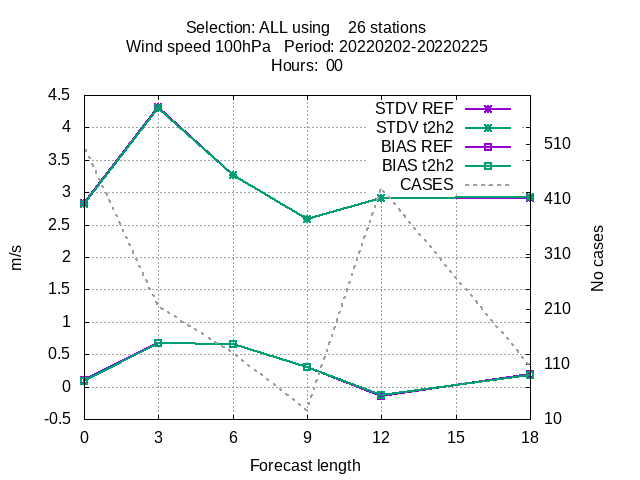 Selection: ALL using    26 stations
Wind speed 100hPa   Period: 20220202-20220225
Hours:  00
STDV REF
STDV t2h2
BIAS REF
BIAS t2h2
CASES
4.5
4
3.5
3
2.5
2
1.5
1
0.5
0
-0.5
m/s
510
410
310
210
110
10
No cases
0 3 6 9 12 15 18
Forecast length